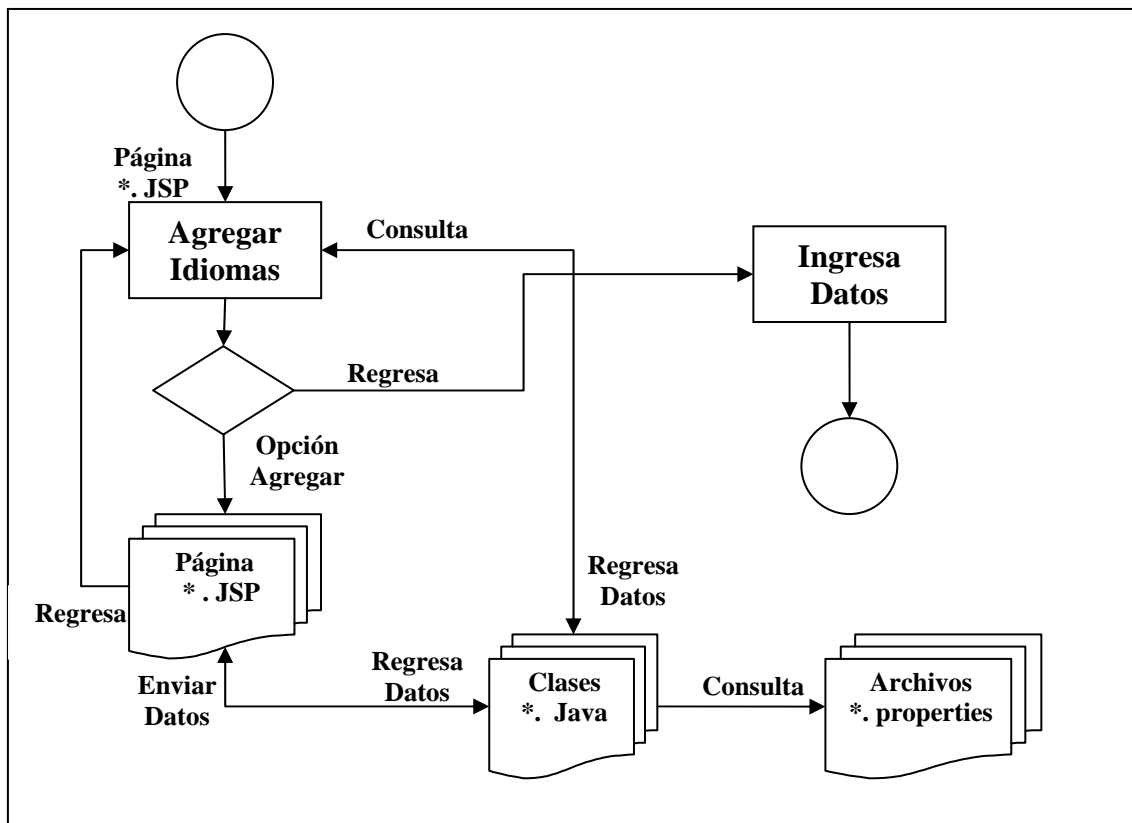 Página
*. JSP
Agregar
Idiomas
Consulta
Ingresa
Datos
Regresa
Opción
Agregar
Página
* . JSP
Regresa
Regresa
Datos
Enviar
Datos
Regresa
Datos
Clases
*. Java
Consulta
Archivos
*. properties